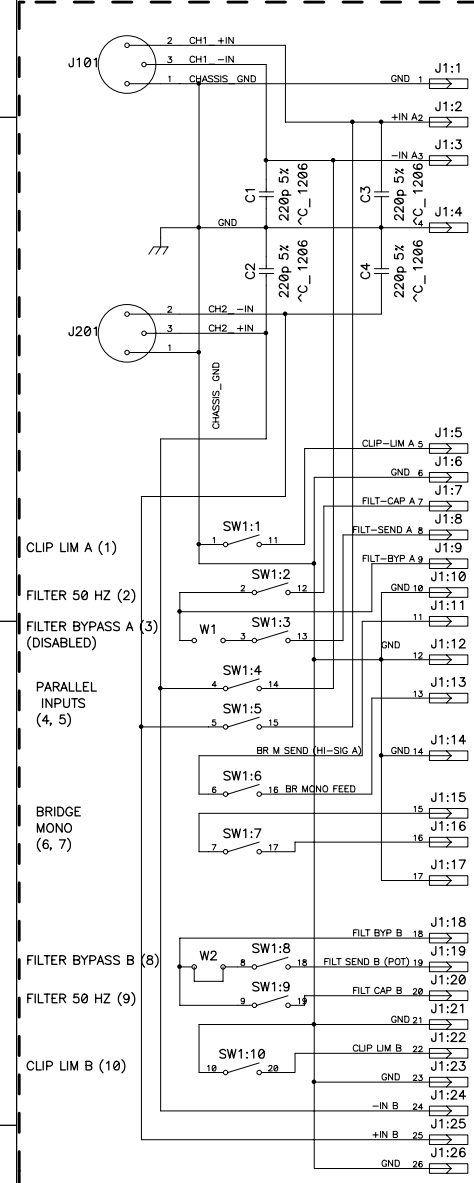 J101
2 CH1_+IN
3 CH1_-IN
1 CHASSIS_GND
GND 1 J1:1
+IN A2 J1:2
-IN A3 J1:3
4 J1:4
C1 220p 5% ^C_1206
C3 220p 5% ^C_1206
GND
C2 220p 5% ^C_1206
C4 220p 5% ^C_1206
J201
2 CH2_-IN
3 CH2_+IN
1
CHASSIS_GND
CLIP-LIM A 5 J1:5
GND 6 J1:6
FILT-CAP A 7 J1:7
FILT-SEND A 8 J1:8
FILT-BYP A 9 J1:9
GND 10 J1:10
11 J1:11
GND
12 J1:12
13 J1:13
GND 14 J1:14
15 J1:15
16 J1:16
17 J1:17
CLIP LIM A (1)
1 SW1:1 11
FILTER 50 HZ (2)
2 SW1:2 12
FILTER BYPASS A (3)
(DISABLED)
W1
3 SW1:3 13
PARALLEL
INPUTS
(4, 5)
4 SW1:4 14
5 SW1:5 15
BR M SEND (HI-SIG A)
6 SW1:6 16 BR MONO FEED
BRIDGE
MONO
(6, 7)
7 SW1:7 17
FILT BYP B 18 J1:18
FILTER BYPASS B (8)
W2
8 SW1:8 18 FILT SEND B (POT) 19 J1:19
FILTER 50 HZ (9)
9 SW1:9 19 FILT CAP B 20 J1:20
GND 21 J1:21
CLIP LIM B (10)
10 SW1:10 20 CLIP LIM B 22 J1:22
GND 23 J1:23
-IN B 24 J1:24
+IN B 25 J1:25
GND 26 J1:26